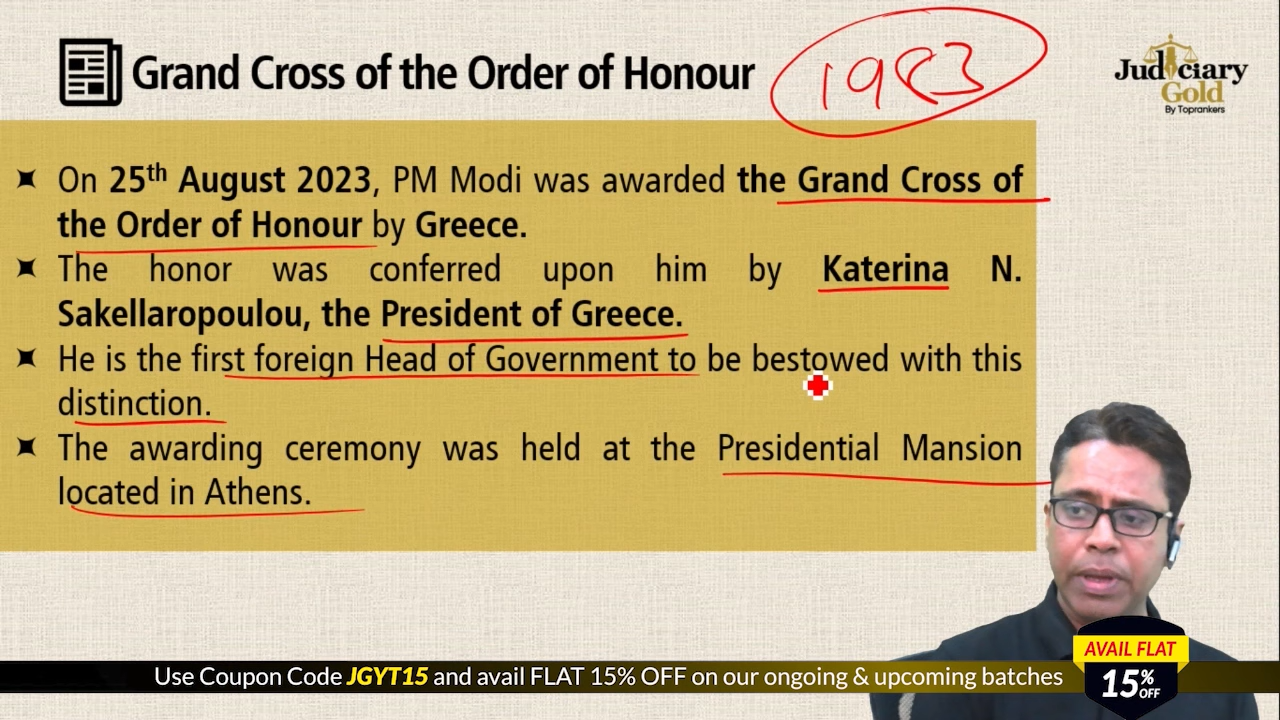 Grand Cross of the Order of Honour
1983
Judiciary
Gold
By Toprankers
On 25th August 2023, PM Modi was awarded the Grand Cross of
the Order of Honour by Greece.
The honor was conferred upon him by Katerina N.
Sakellaropoulou, the President of Greece.
He is the first foreign Head of Government to be bestowed with this
distinction.
The awarding ceremony was held at the Presidential Mansion
located in Athens.
Use Coupon Code JGYT15 and avail FLAT 15% OFF on our ongoing & upcoming batches
AVAIL FLAT
15% OFF